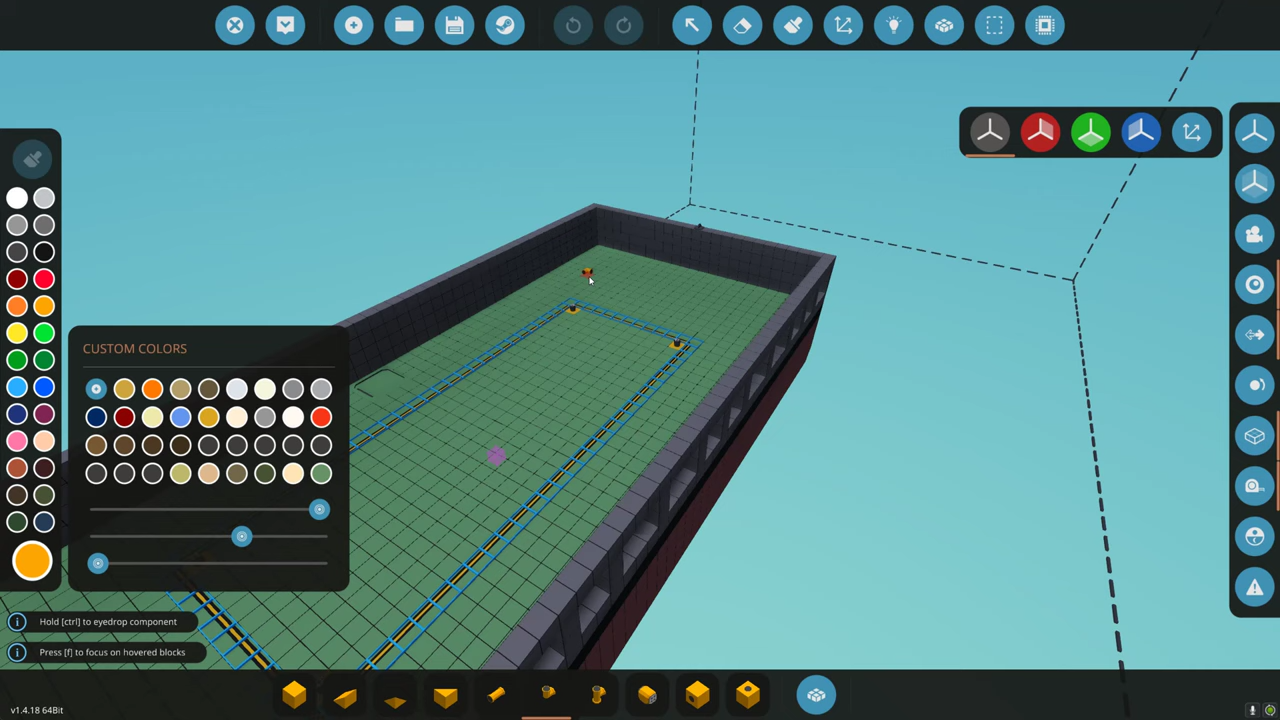 CUSTOM COLORS
Hold [ctrl] to eyedrop component
Press [f] to focus on hovered blocks
v1.4.18 64Bit